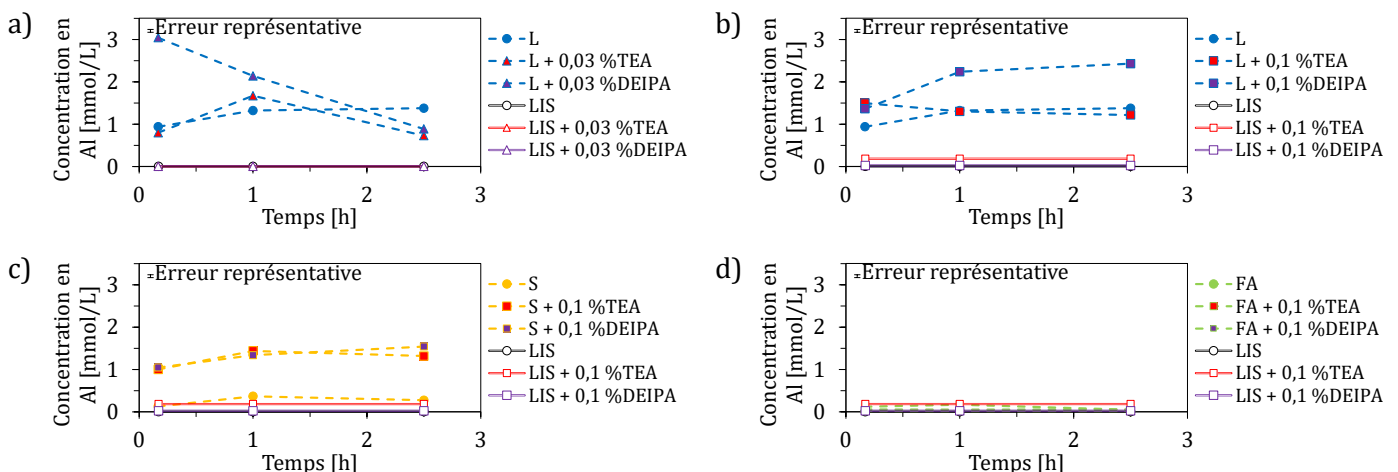 a)
Concentration en
Al [mmol/L]
3
2
1
0
Erreur représentative
0 1 2 3
Temps [h]
L
L + 0,03 %TEA
L + 0,03 %DEIPA
LIS
LIS + 0,03 %TEA
LIS + 0,03 %DEIPA
b)
Concentration en
Al [mmol/L]
3
2
1
0
Erreur représentative
0 1 2 3
Temps [h]
L
L + 0,1 %TEA
L + 0,1 %DEIPA
LIS
LIS + 0,1 %TEA
LIS + 0,1 %DEIPA
c)
Concentration en
Al [mmol/L]
3
2
1
0
Erreur représentative
0 1 2 3
Temps [h]
S
S + 0,1 %TEA
S + 0,1 %DEIPA
LIS
LIS + 0,1 %TEA
LIS + 0,1 %DEIPA
d)
Concentration en
Al [mmol/L]
3
2
1
0
Erreur représentative
0 1 2 3
Temps [h]
FA
FA + 0,1 %TEA
FA + 0,1 %DEIPA
LIS
LIS + 0,1 %TEA
LIS + 0,1 %DEIPA